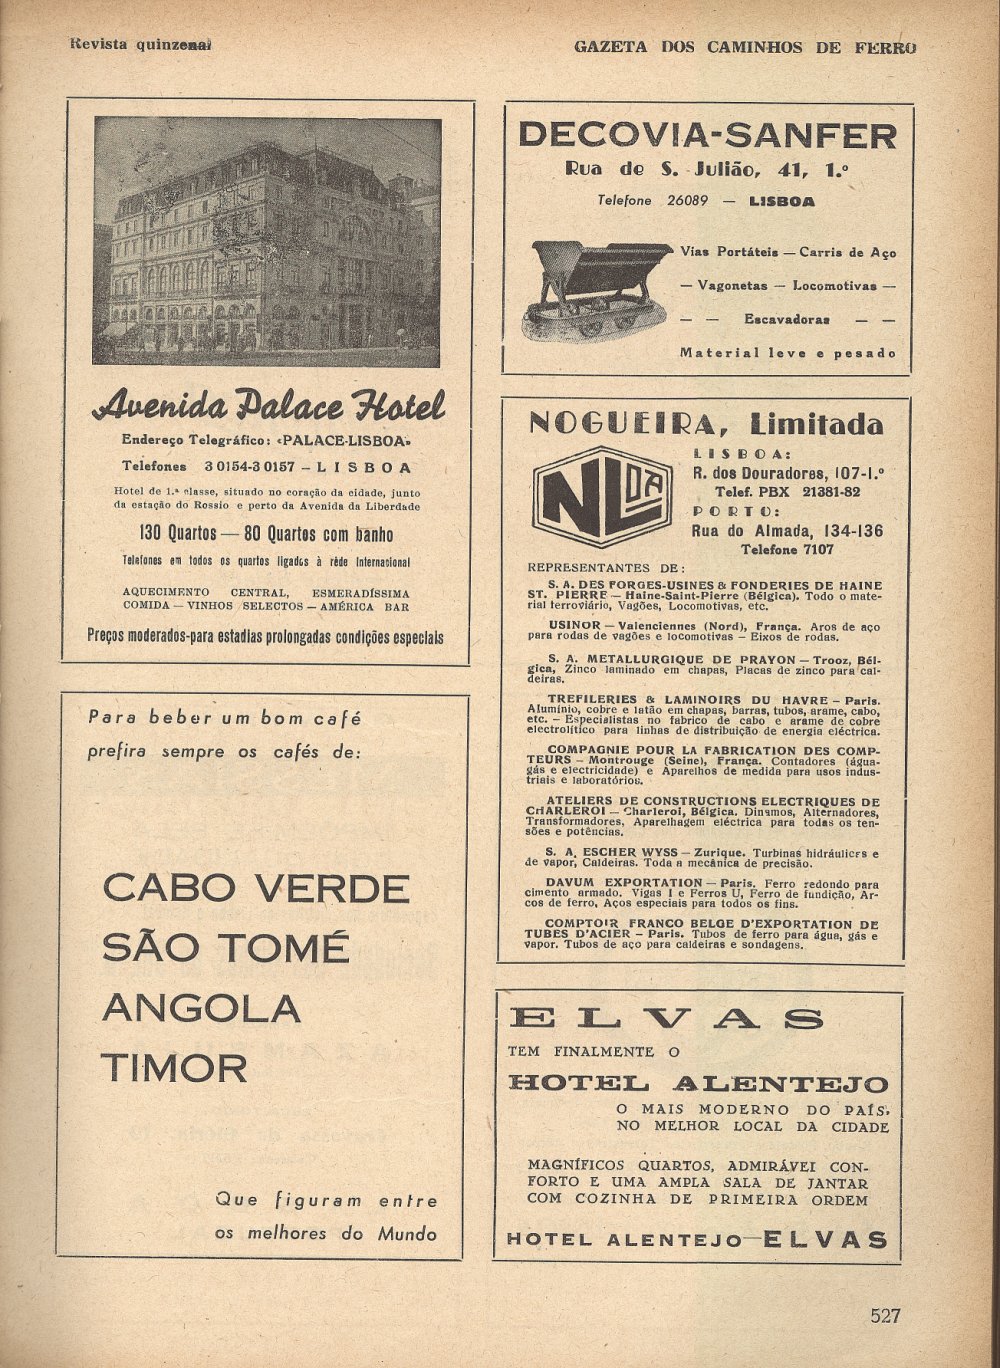 Revista quinzenal
GAZETA DOS CAMINHOS DE FERRO
Avenida Palace Hotel
Endereço Telegráfico: «PALACE-LISBOA»
Telefones 3 0154-3 0157 – LISBOA
Hotel de 1.ª classe, situado no coração da cidade, junto
da estação do Rossio e perto da Avenida da Liberdade
130 Quartos — 80 Quartos com banho
Telefones em todos os quartos ligados à rêde Internacional
AQUECIMENTO CENTRAL, ESMERADÍSSIMA
COMIDA — VINHOS SELECTOS — AMÉRICA BAR
Preços moderados-para estadias prolongadas condições especiais
Para beber um bom café
prefira sempre os cafés de:
CABO VERDE
SÃO TOMÉ
ANGOLA
TIMOR
Que figuram entre
os melhores do Mundo
DECOVIA-SANFER
Rua de S. Julião, 41, 1.º
Telefone 26089 — LISBOA
Vias Portáteis — Carris de Aço
— Vagonetas — Locomotivas —
— — Escavadoras — —
Material leve e pesado
NOGUEIRA, Limitada
NLDA
LISBOA:
R. dos Douradores, 107-1.º
Telef. PBX 21381-82
PORTO:
Rua do Almada, 134-136
Telefone 7107
REPRESENTANTES DE:
S. A. DES FORGES-USINES & FONDERIES DE HAINE
ST. PIERRE — Haine-Saint-Pierre (Bélgica). Todo o mate-
rial ferroviário, Vagões, Locomotivas, etc.
USINOR — Valenciennes (Nord), França. Aros de aço
para rodas de vagões e locomotivas — Eixos de rodas.
S. A. METALLURGIQUE DE PRAYON — Trooz, Bél-
gica, Zinco laminado em chapas, Placas de zinco para cal-
deiras.
TREFILERIES & LAMINOIRS DU HAVRE — Paris.
Alumínio, cobre e latão em chapas, barras, tubos, arame, cabo,
etc. — Especialistas no fabrico de cabo e arame de cobre
electrolítico para linhas de distribuição de energia eléctrica.
COMPAGNIE POUR LA FABRICATION DES COMP-
TEURS — Montrouge (Seine), França. Contadores (água-
gás e electricidade) e Aparelhos de medida para usos indus-
triais e laboratórios.
ATELIERS DE CONSTRUCTIONS ELECTRIQUES DE
CHARLEROI — Charleroi, Bélgica. Dinamos, Alternadores,
Transformadores, Aparelhagem eléctrica para todas os ten-
sões e potências.
S. A. ESCHER WYSS — Zurique. Turbinas hidráulicas e
de vapor, Caldeiras. Toda a mecânica de precisão.
DAVUM EXPORTATION — Paris. Ferro redondo para
cimento armado. Vigas I e Ferros U, Ferro de fundição, Ar-
cos de ferro, Aços especiais para todos os fins.
COMPTOIR FRANCO BELGE D'EXPORTATION DE
TUBES D'ACIER — Paris. Tubos de ferro para água, gás e
vapor. Tubos de aço para caldeiras e sondagens.
ELVAS
TEM FINALMENTE O
HOTEL ALENTEJO
O MAIS MODERNO DO PAÍS,
NO MELHOR LOCAL DA CIDADE
MAGNÍFICOS QUARTOS, ADMIRÁVEI CON-
FORTO E UMA AMPLA SALA DE JANTAR
COM COZINHA DE PRIMEIRA ORDEM
HOTEL ALENTEJO—ELVAS
527